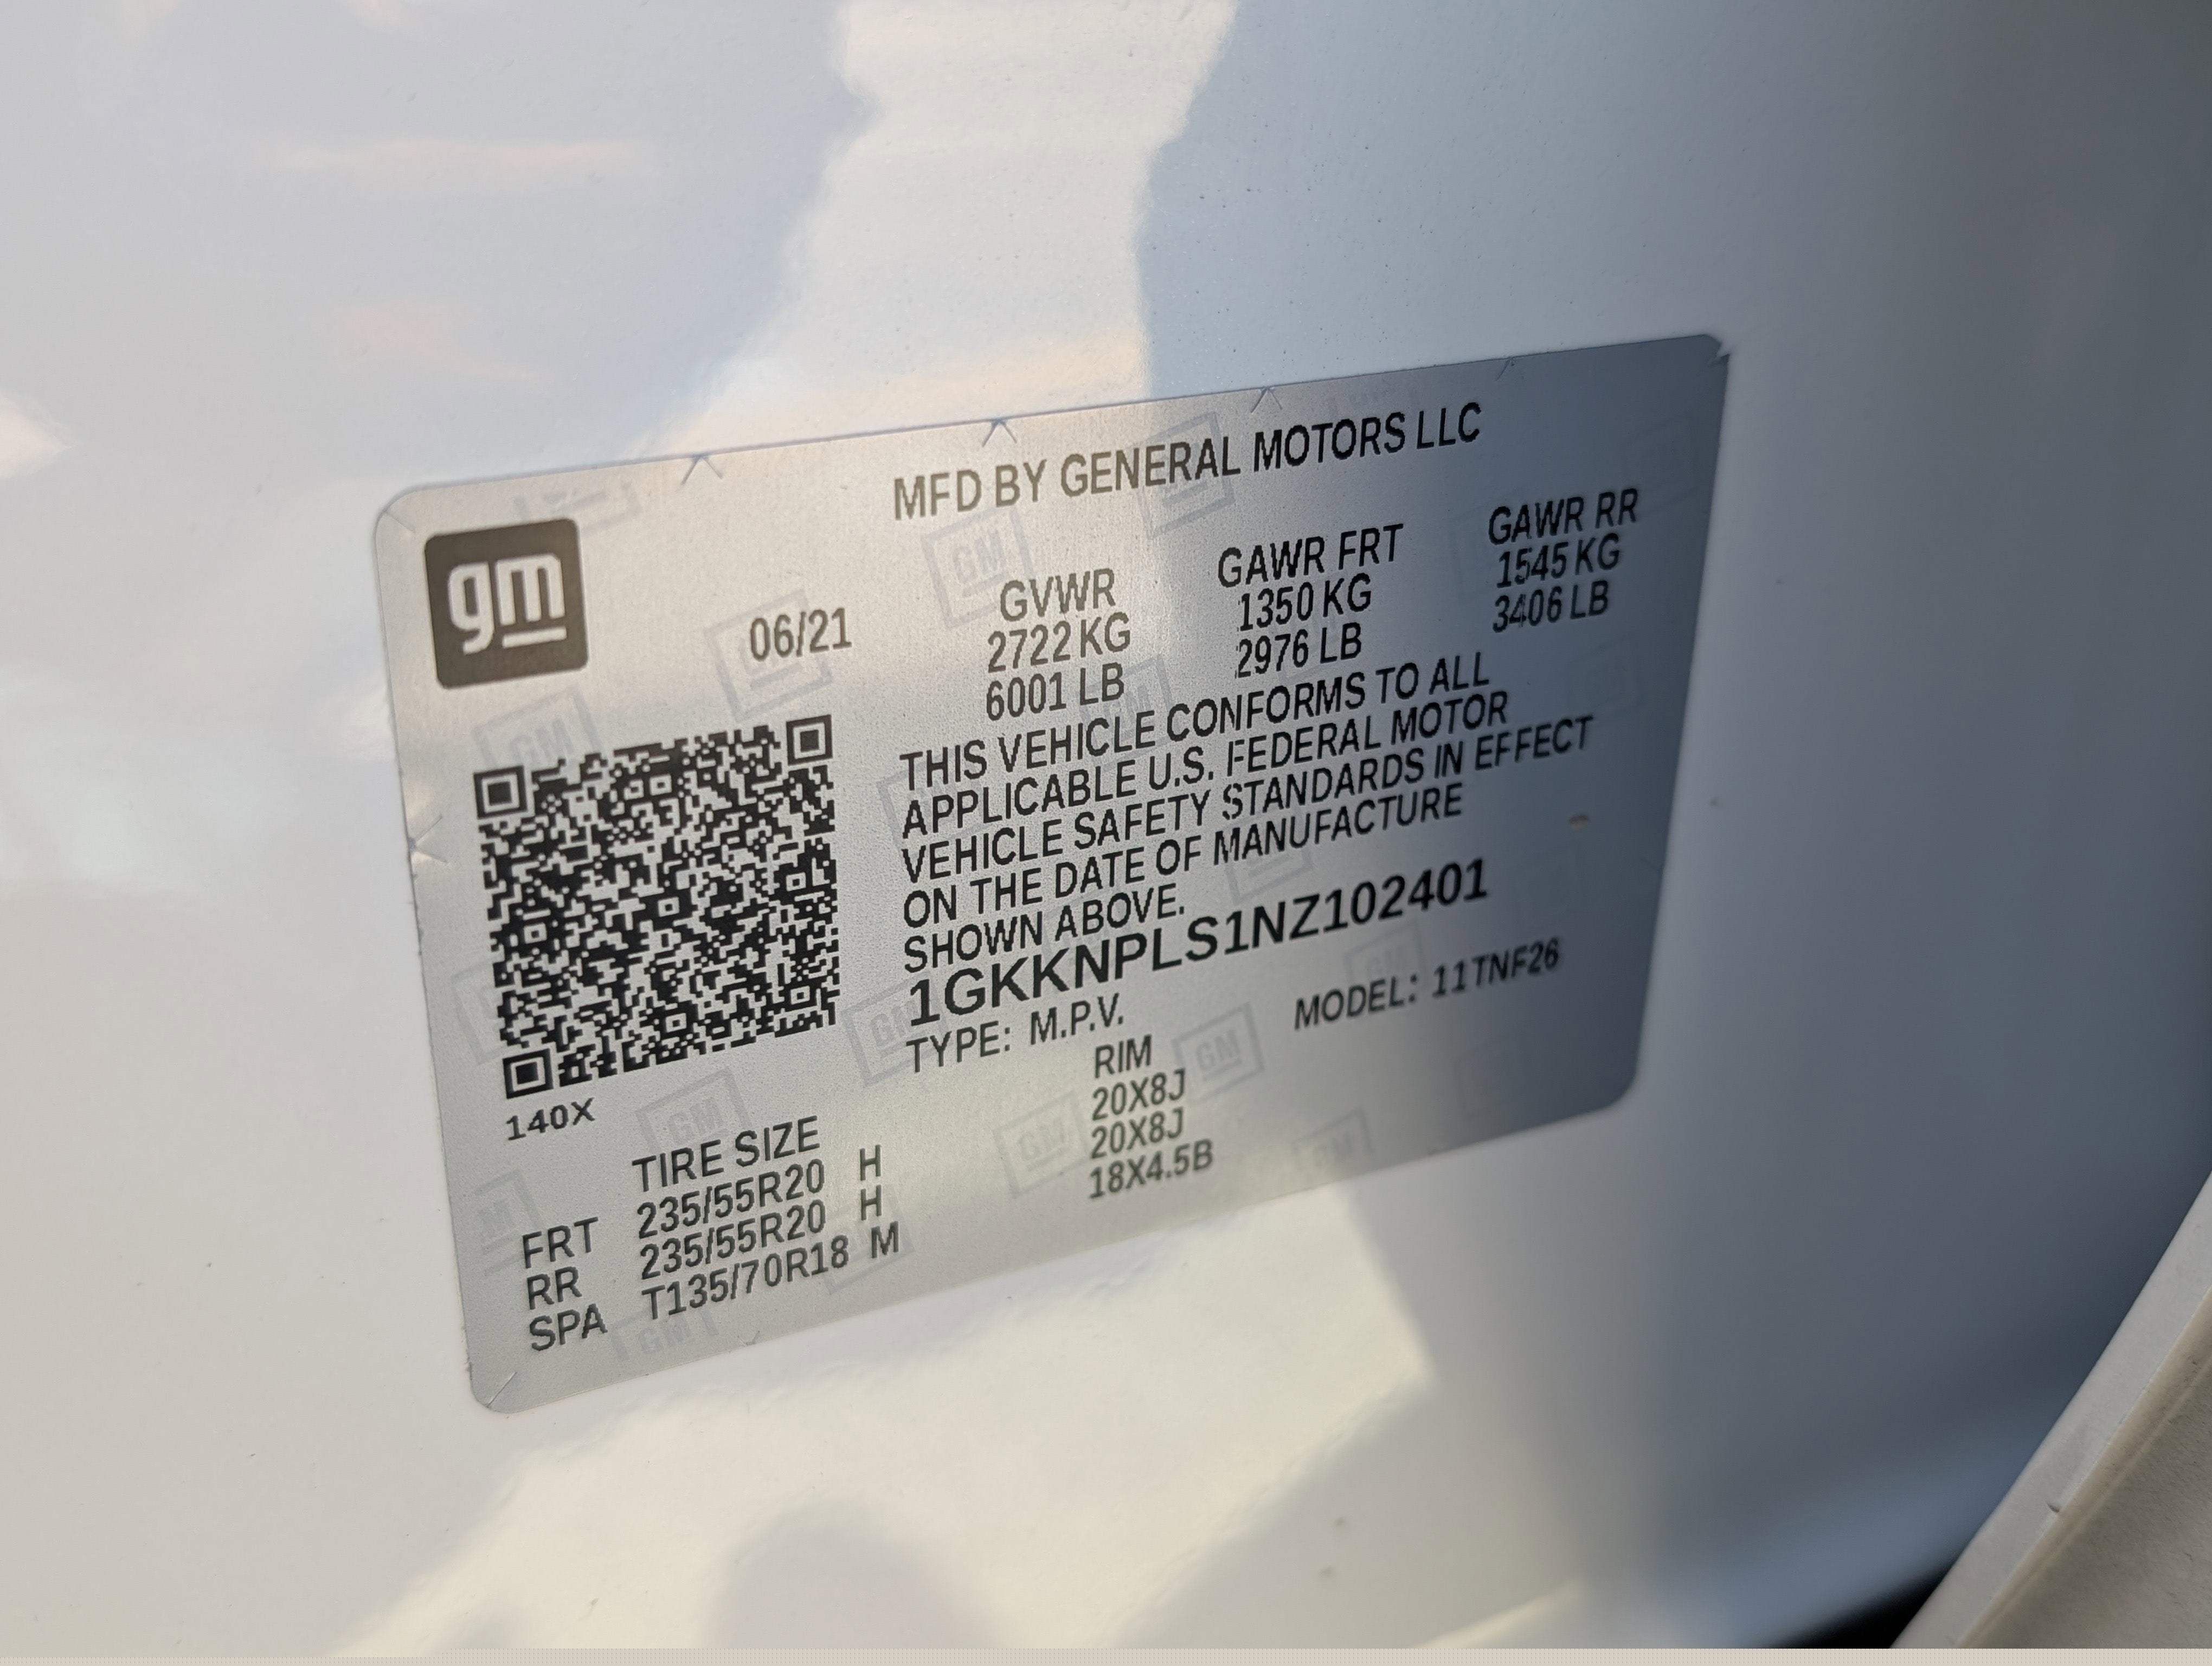 MFD BY GENERAL MOTORS LLC
gm
06/21
GVWR GAWR FRT GAWR RR
2722 KG 1350 KG 1545 KG
6001 LB 2976 LB 3406 LB
THIS VEHICLE CONFORMS TO ALL
APPLICABLE U.S. FEDERAL MOTOR
VEHICLE SAFETY STANDARDS IN EFFECT
ON THE DATE OF MANUFACTURE
SHOWN ABOVE.
1GKKNPLS1NZ102401
TYPE: M.P.V. MODEL: 11TNF26
140X
TIRE SIZE RIM
FRT 235/55R20 H 20X8J
RR 235/55R20 H 20X8J
SPA T135/70R18 M 18X4.5B